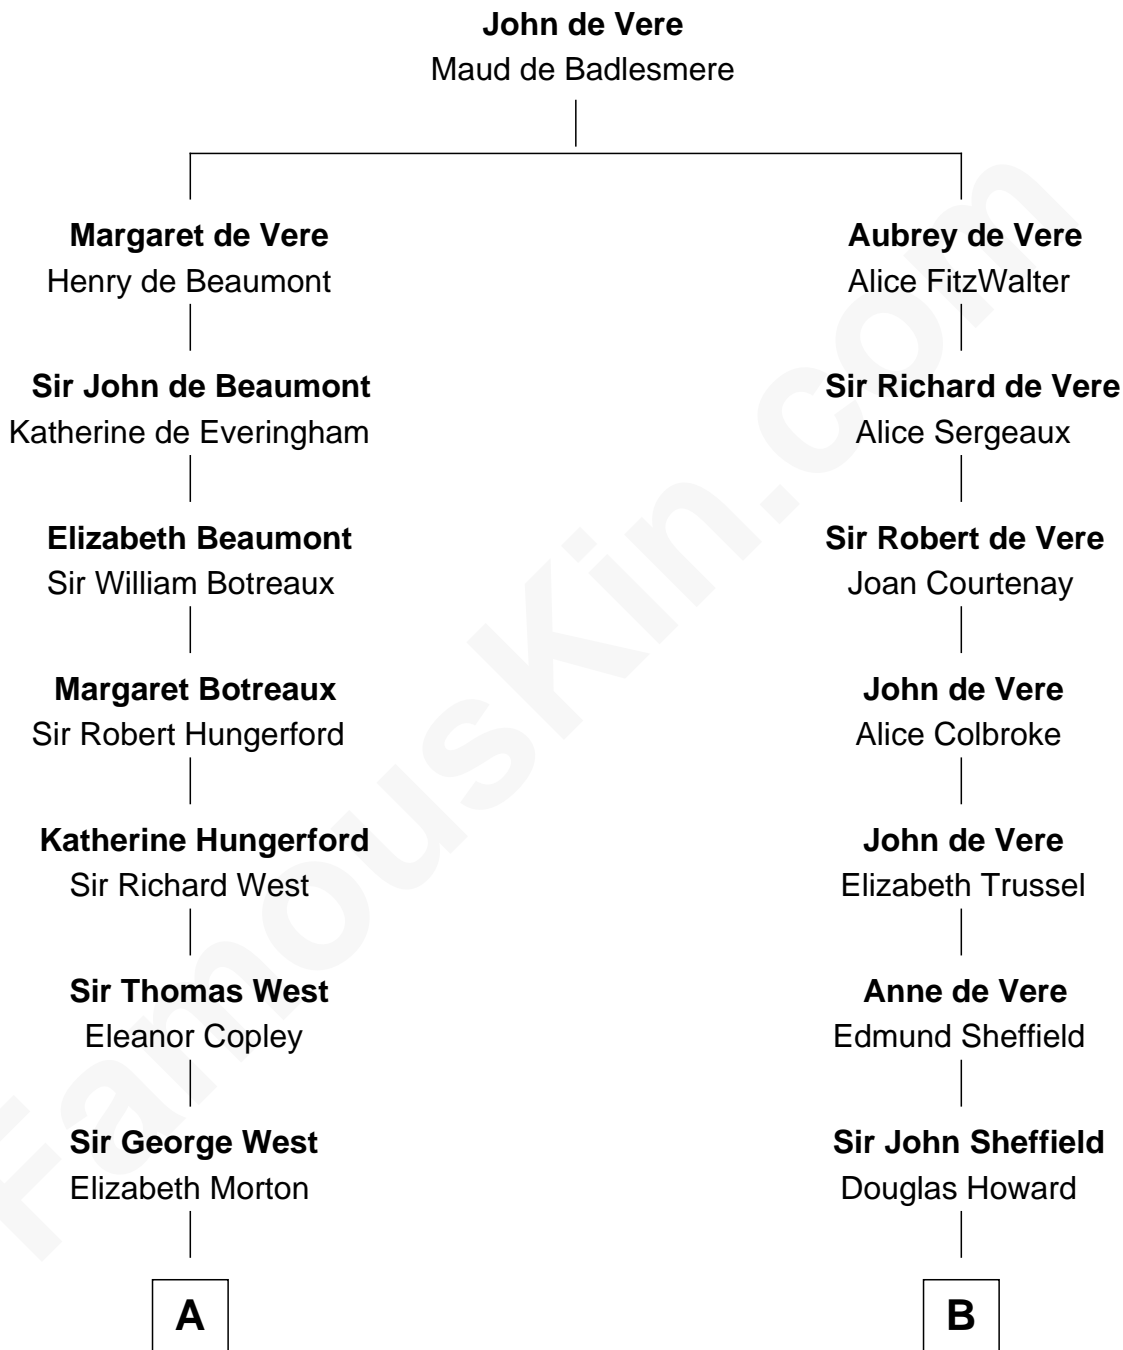 John de Vere
Maud de Badlesmere
Margaret de Vere
Henry de Beaumont
Aubrey de Vere
Alice FitzWalter
Sir John de Beaumont
Katherine de Everingham
Sir Richard de Vere
Alice Sergeaux
Elizabeth Beaumont
Sir William Botreaux
Sir Robert de Vere
Joan Courtenay
Margaret Botreaux
Sir Robert Hungerford
John de Vere
Alice Colbroke
Katherine Hungerford
Sir Richard West
John de Vere
Elizabeth Trussel
Sir Thomas West
Eleanor Copley
Anne de Vere
Edmund Sheffield
Sir George West
Elizabeth Morton
Sir John Sheffield
Douglas Howard
A
B
FamousKin.com